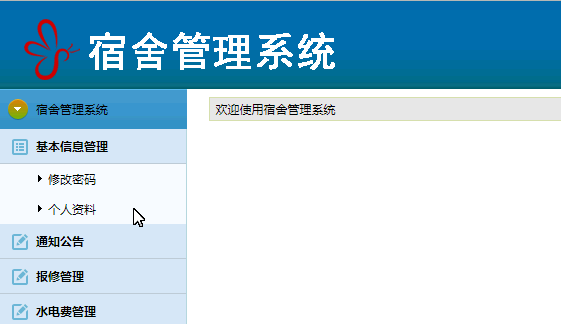 宿舍管理系统
宿舍管理系统
欢迎使用宿舍管理系统
基本信息管理
修改密码
个人资料
通知公告
报修管理
水电费管理